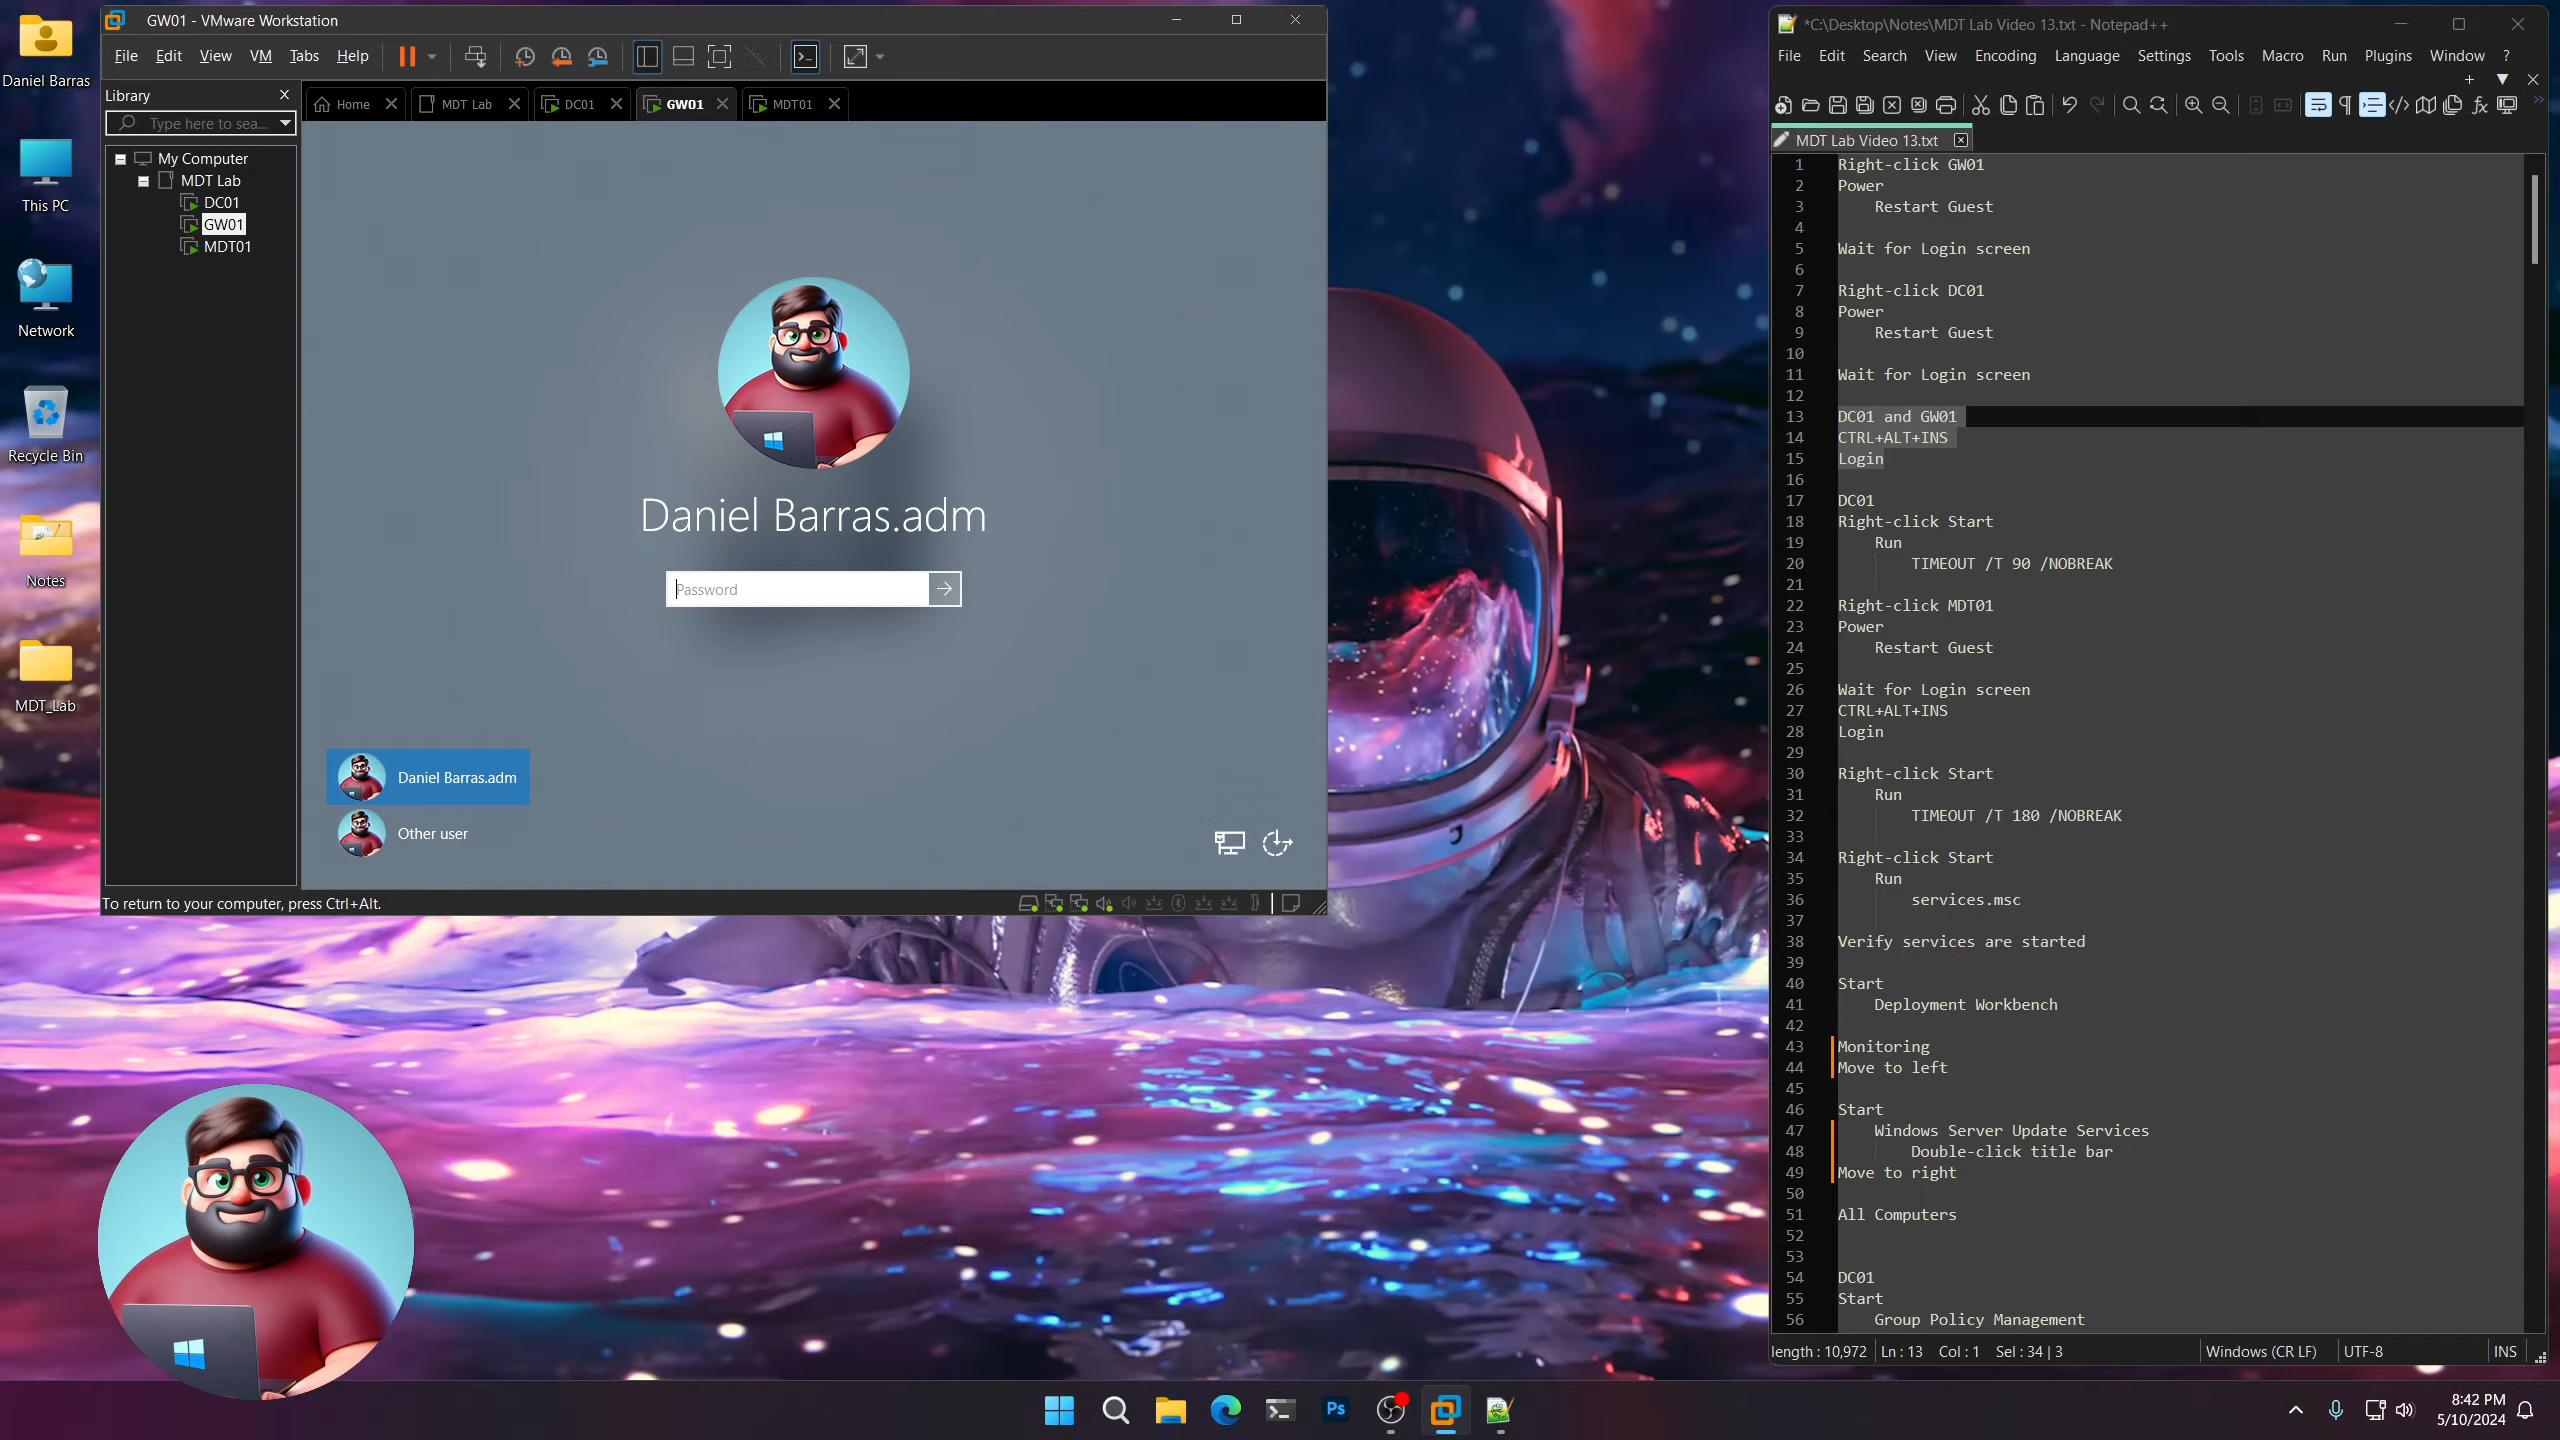 Daniel Barras
This PC
Network
Recycle Bin
Notes
MDT_Lab
GW01 - VMware Workstation
File Edit View VM Tabs Help
Library
Type here to sea...
My Computer
MDT Lab
DC01
GW01
MDT01
Home
MDT Lab
DC01
GW01
MDT01
Daniel Barras.adm
Password
Daniel Barras.adm
Other user
To return to your computer, press Ctrl+Alt.
*C:\Desktop\Notes\MDT Lab Video 13.txt - Notepad++
File Edit Search View Encoding Language Settings Tools Macro Run Plugins Window ?
MDT Lab Video 13.txt
1 Right-click GW01
2 Power
3 Restart Guest
4
5 Wait for Login screen
6
7 Right-click DC01
8 Power
9 Restart Guest
10
11 Wait for Login screen
12
13 DC01 and GW01
14 CTRL+ALT+INS
15 Login
16
17 DC01
18 Right-click Start
19 Run
20 TIMEOUT /T 90 /NOBREAK
21
22 Right-click MDT01
23 Power
24 Restart Guest
25
26 Wait for Login screen
27 CTRL+ALT+INS
28 Login
29
30 Right-click Start
31 Run
32 TIMEOUT /T 180 /NOBREAK
33
34 Right-click Start
35 Run
36 services.msc
37
38 Verify services are started
39
40 Start
41 Deployment Workbench
42
43 Monitoring
44 Move to left
45
46 Start
47 Windows Server Update Services
48 Double-click title bar
49 Move to right
50
51 All Computers
52
53
54 DC01
55 Start
56 Group Policy Management
length : 10,972 Ln : 13 Col : 1 Sel : 34 | 3 Windows (CR LF) UTF-8 INS
Ps
8:42 PM
5/10/2024